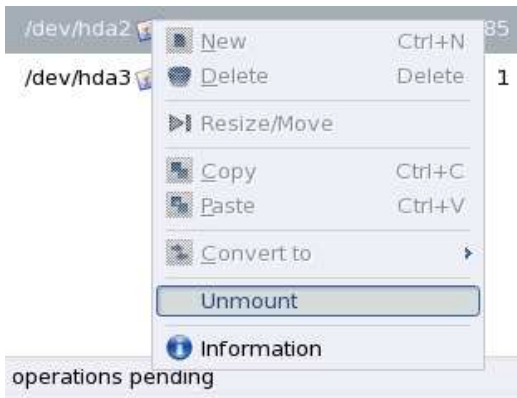 /dev/hda2 85
New Ctrl+N
/dev/hda3 Delete Delete 1
Resize/Move
Copy Ctrl+C
Paste Ctrl+V
Convert to
Unmount
Information
operations pending